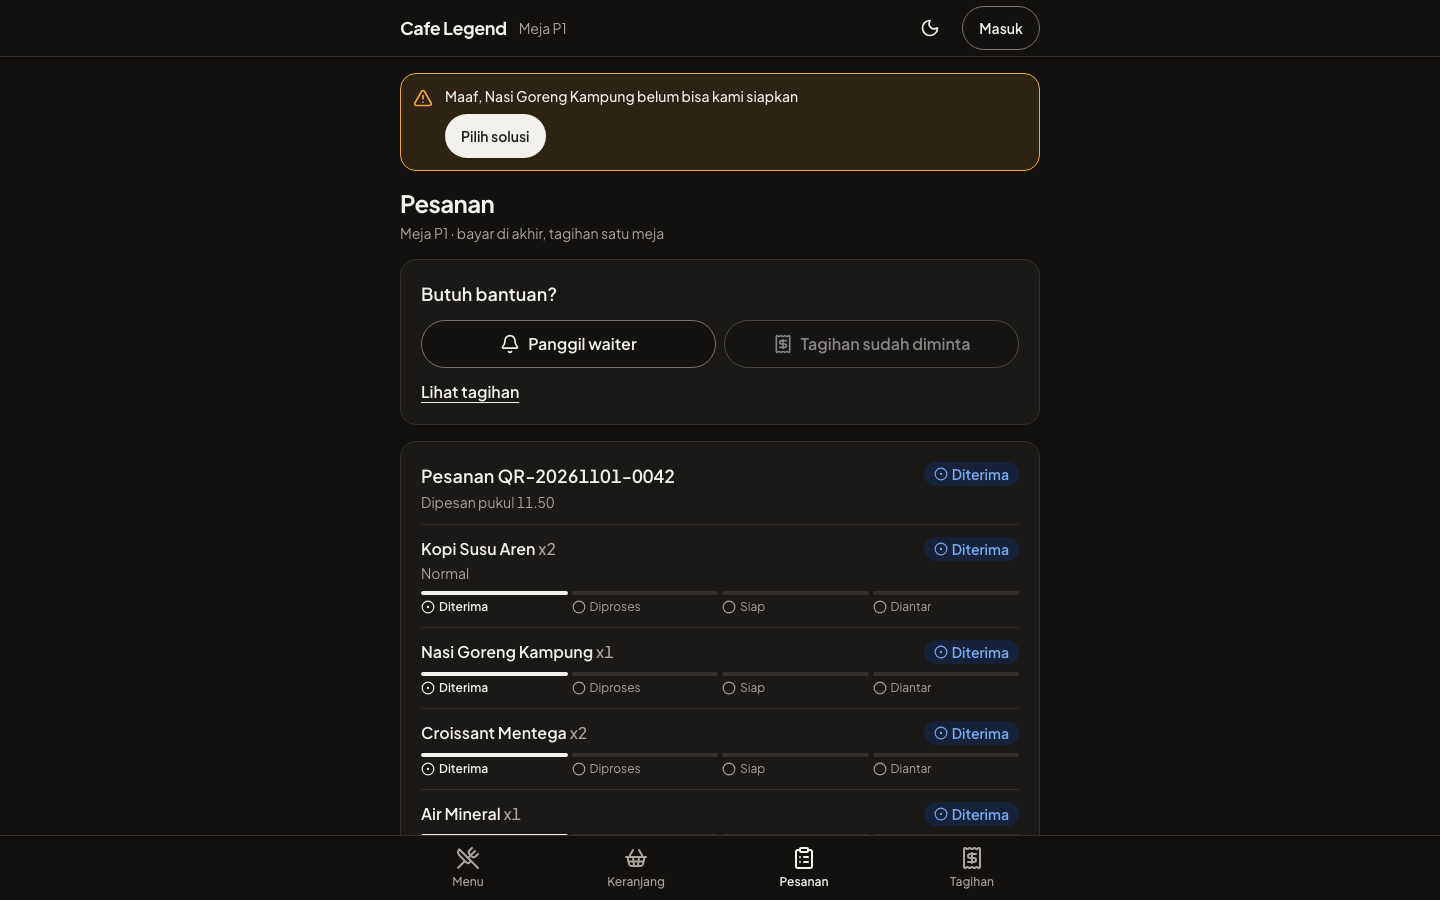 Cafe Legend Meja P1 Masuk
Maaf, Nasi Goreng Kampung belum bisa kami siapkan
Pilih solusi
Pesanan
Meja P1 · bayar di akhir, tagihan satu meja
Butuh bantuan?
Panggil waiter Tagihan sudah diminta
Lihat tagihan
Pesanan QR-20261101-0042 Diterima
Dipesan pukul 11.50
Kopi Susu Aren x2 Diterima
Normal
Diterima Diproses Siap Diantar
Nasi Goreng Kampung x1 Diterima
Diterima Diproses Siap Diantar
Croissant Mentega x2 Diterima
Diterima Diproses Siap Diantar
Air Mineral x1 Diterima
Menu Keranjang Pesanan Tagihan